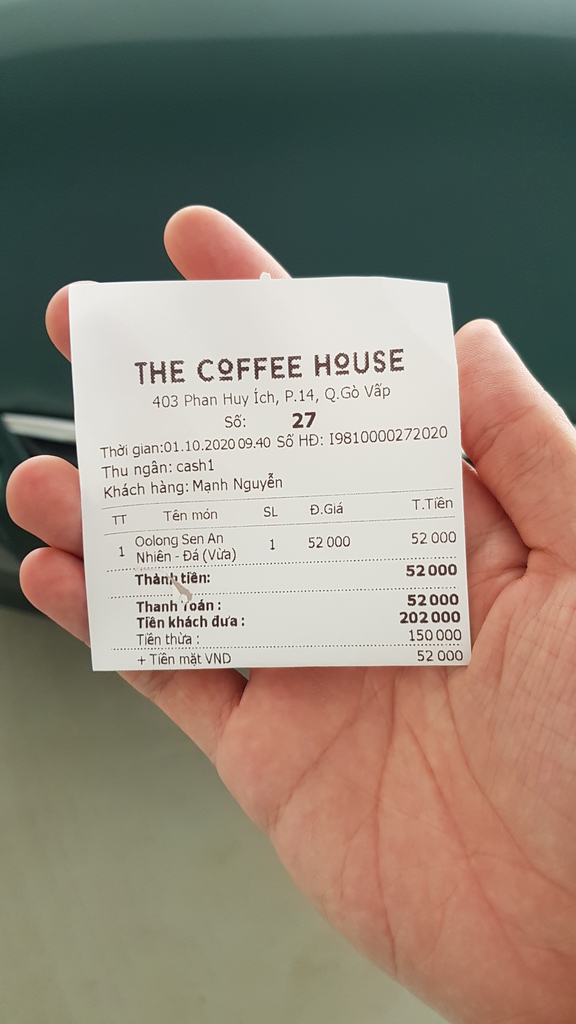 THE COFFEE HOUSE
403 Phan Huy Ích, P.14, Q.Gò Vấp
Số: 27
Thời gian:01.10.2020 09.40 Số HĐ: I9810000272020
Thu ngân: cash1
Khách hàng: Mạnh Nguyễn
TT Tên món SL Đ.Giá T.Tiền
1 Oolong Sen An Nhiên - Đá (Vừa) 1 52 000 52 000
Thành tiền: 52 000
Thanh Toán : 52 000
Tiền khách đưa : 202 000
Tiền thừa : 150 000
+ Tiền mặt VND 52 000